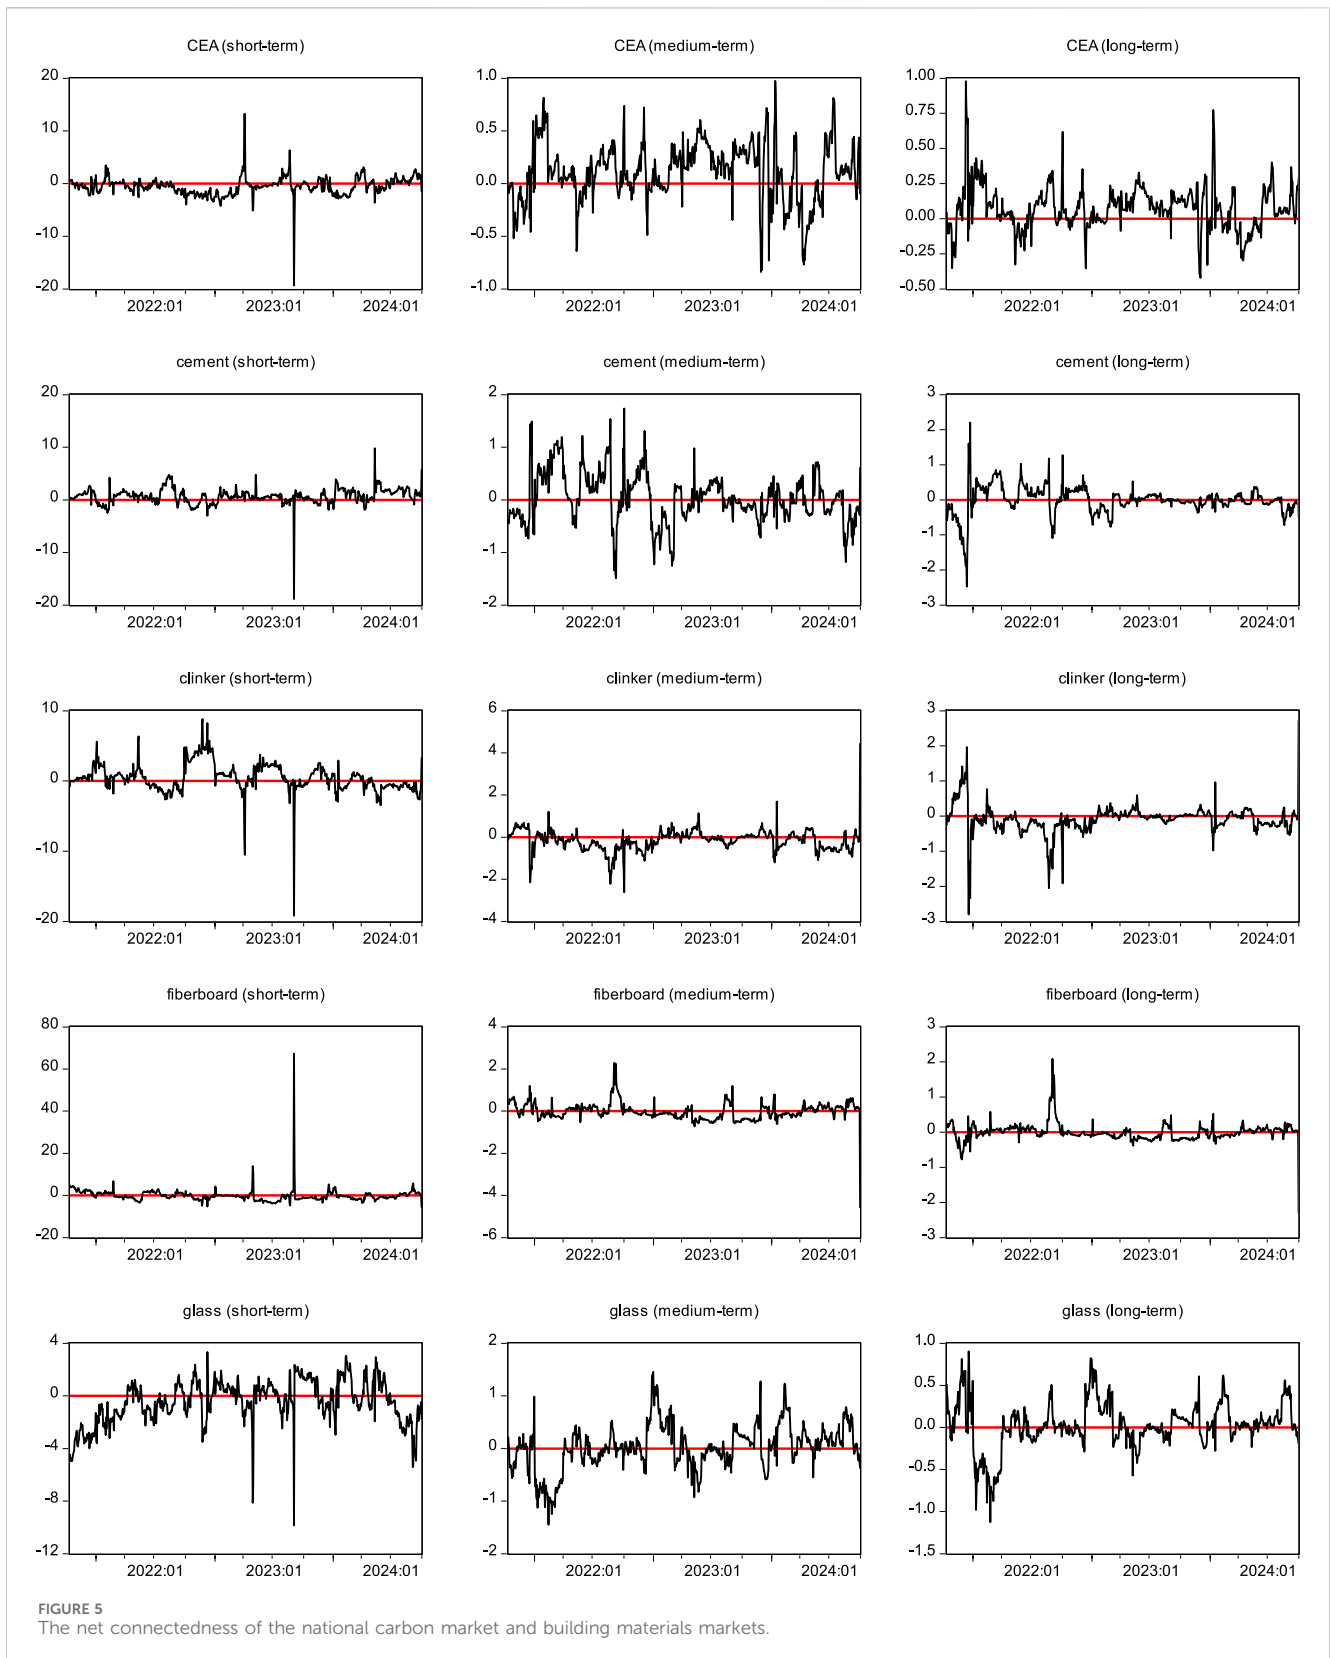 CEA (short-term)
CEA (medium-term)
CEA (long-term)
20
10
0
-10
-20
2022:01 2023:01 2024:01
1.0
0.5
0.0
-0.5
-1.0
2022:01 2023:01 2024:01
1.00
0.75
0.50
0.25
0.00
-0.25
-0.50
2022:01 2023:01 2024:01
cement (short-term)
cement (medium-term)
cement (long-term)
20
10
0
-10
-20
2022:01 2023:01 2024:01
2
1
0
-1
-2
2022:01 2023:01 2024:01
3
2
1
0
-1
-2
-3
2022:01 2023:01 2024:01
clinker (short-term)
clinker (medium-term)
clinker (long-term)
10
0
-10
-20
2022:01 2023:01 2024:01
6
4
2
0
-2
-4
2022:01 2023:01 2024:01
3
2
1
0
-1
-2
-3
2022:01 2023:01 2024:01
fiberboard (short-term)
fiberboard (medium-term)
fiberboard (long-term)
80
60
40
20
0
-20
2022:01 2023:01 2024:01
4
2
0
-2
-4
-6
2022:01 2023:01 2024:01
3
2
1
0
-1
-2
-3
2022:01 2023:01 2024:01
glass (short-term)
glass (medium-term)
glass (long-term)
4
0
-4
-8
-12
2022:01 2023:01 2024:01
2
1
0
-1
-2
2022:01 2023:01 2024:01
1.0
0.5
0.0
-0.5
-1.0
-1.5
2022:01 2023:01 2024:01
FIGURE 5
The net connectedness of the national carbon market and building materials markets.